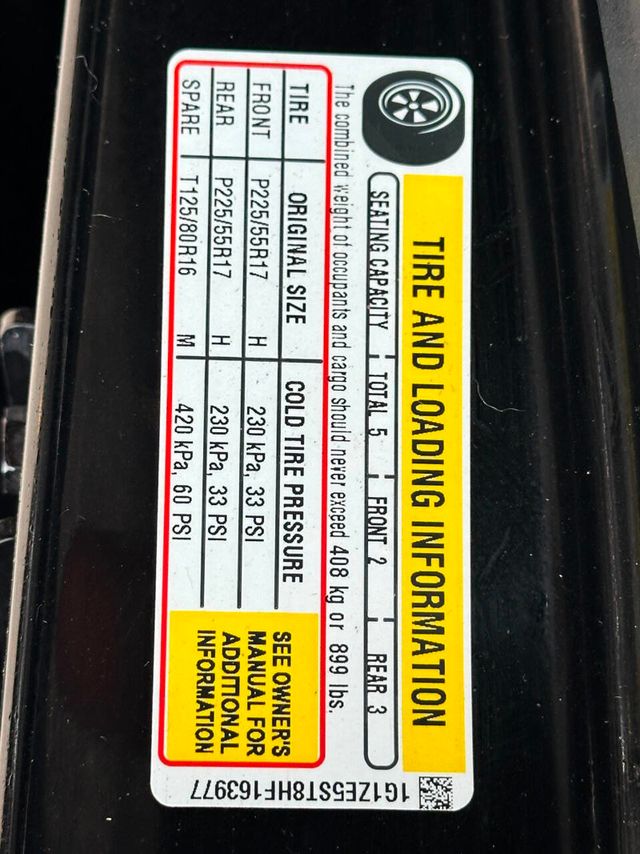 TIRE AND LOADING INFORMATION
SEATING CAPACITY TOTAL 5 FRONT 2 REAR 3
The combined weight of occupants and cargo should never exceed 408 kg or 899 lbs.
TIRE ORIGINAL SIZE COLD TIRE PRESSURE
FRONT P225/55R17 H 230 kPa, 33 PSI
REAR P225/55R17 H 230 kPa, 33 PSI
SPARE T125/80R16 M 420 kPa, 60 PSI
SEE OWNER'S
MANUAL FOR
ADDITIONAL
INFORMATION
1G1ZE5ST8HF163977